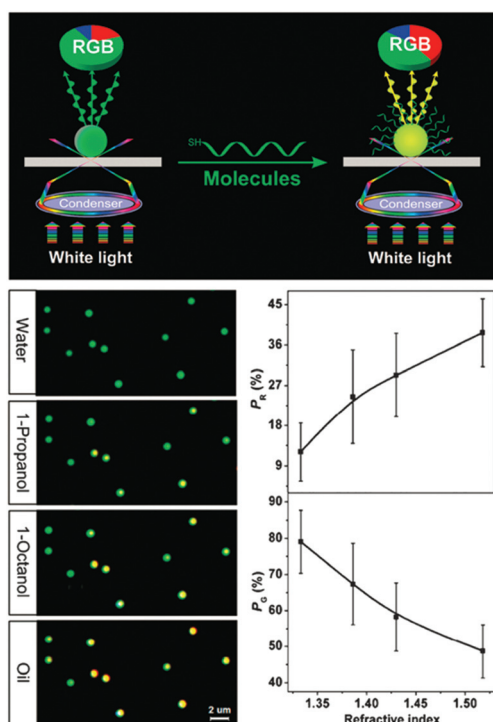 RGB
RGB
SH
Molecules
Condenser
Condenser
White light
White light
Water
1-Propanol
1-Octanol
Oil
2 um
45
36
27
18
9
P_R (%)
90
80
70
60
50
40
P_G (%)
1.35 1.40 1.45 1.50
Refractive index